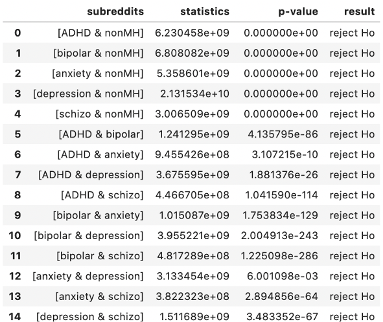 subreddits statistics p-value result
0 [ADHD & nonMH] 6.230458e+09 0.000000e+00 reject Ho
1 [bipolar & nonMH] 6.808082e+09 0.000000e+00 reject Ho
2 [anxiety & nonMH] 5.358601e+09 0.000000e+00 reject Ho
3 [depression & nonMH] 2.131534e+10 0.000000e+00 reject Ho
4 [schizo & nonMH] 3.006509e+09 0.000000e+00 reject Ho
5 [ADHD & bipolar] 1.241295e+09 4.135795e-86 reject Ho
6 [ADHD & anxiety] 9.455426e+08 3.107215e-10 reject Ho
7 [ADHD & depression] 3.675595e+09 1.881376e-26 reject Ho
8 [ADHD & schizo] 4.466705e+08 1.041590e-114 reject Ho
9 [bipolar & anxiety] 1.015087e+09 1.753834e-129 reject Ho
10 [bipolar & depression] 3.955221e+09 2.004913e-243 reject Ho
11 [bipolar & schizo] 4.817289e+08 1.225098e-286 reject Ho
12 [anxiety & depression] 3.133454e+09 6.001098e-03 reject Ho
13 [anxiety & schizo] 3.822323e+08 2.894856e-64 reject Ho
14 [depression & schizo] 1.511689e+09 3.483352e-67 reject Ho